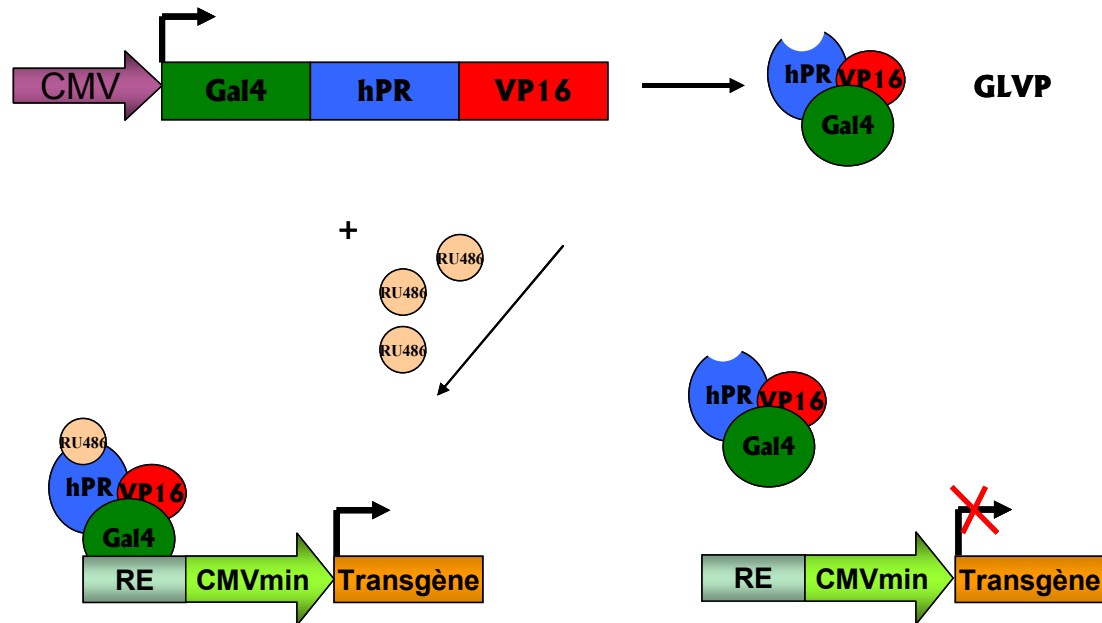 CMV Gal4 hPR VP16
hPR VP16 Gal4
GLVP
+
RU486
RU486
RU486
hPR VP16
Gal4
RU486
hPR VP16
Gal4
RE CMVmin Transgène
RE CMVmin Transgène